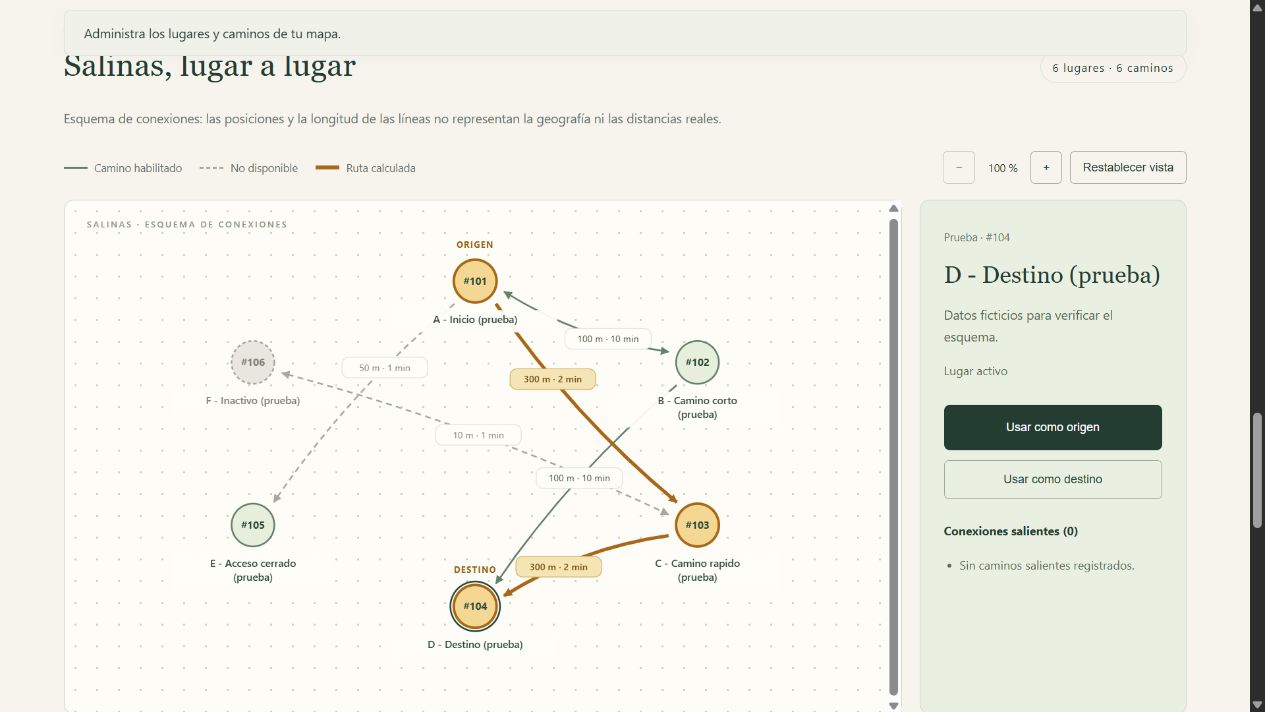 Administra los lugares y caminos de tu mapa.
Salinas, lugar a lugar
6 lugares · 6 caminos
Esquema de conexiones: las posiciones y la longitud de las líneas no representan la geografía ni las distancias reales.
Camino habilitado
No disponible
Ruta calculada
−
100 %
+
Restablecer vista
SALINAS · ESQUEMA DE CONEXIONES
ORIGEN
#101
A - Inicio (prueba)
100 m · 10 min
#106
F - Inactivo (prueba)
50 m · 1 min
300 m · 2 min
#102
B - Camino corto
(prueba)
10 m · 1 min
100 m · 10 min
#105
E - Acceso cerrado
(prueba)
#103
C - Camino rapido
(prueba)
DESTINO
300 m · 2 min
#104
D - Destino (prueba)
Prueba · #104
D - Destino (prueba)
Datos ficticios para verificar el
esquema.
Lugar activo
Usar como origen
Usar como destino
Conexiones salientes (0)
• Sin caminos salientes registrados.